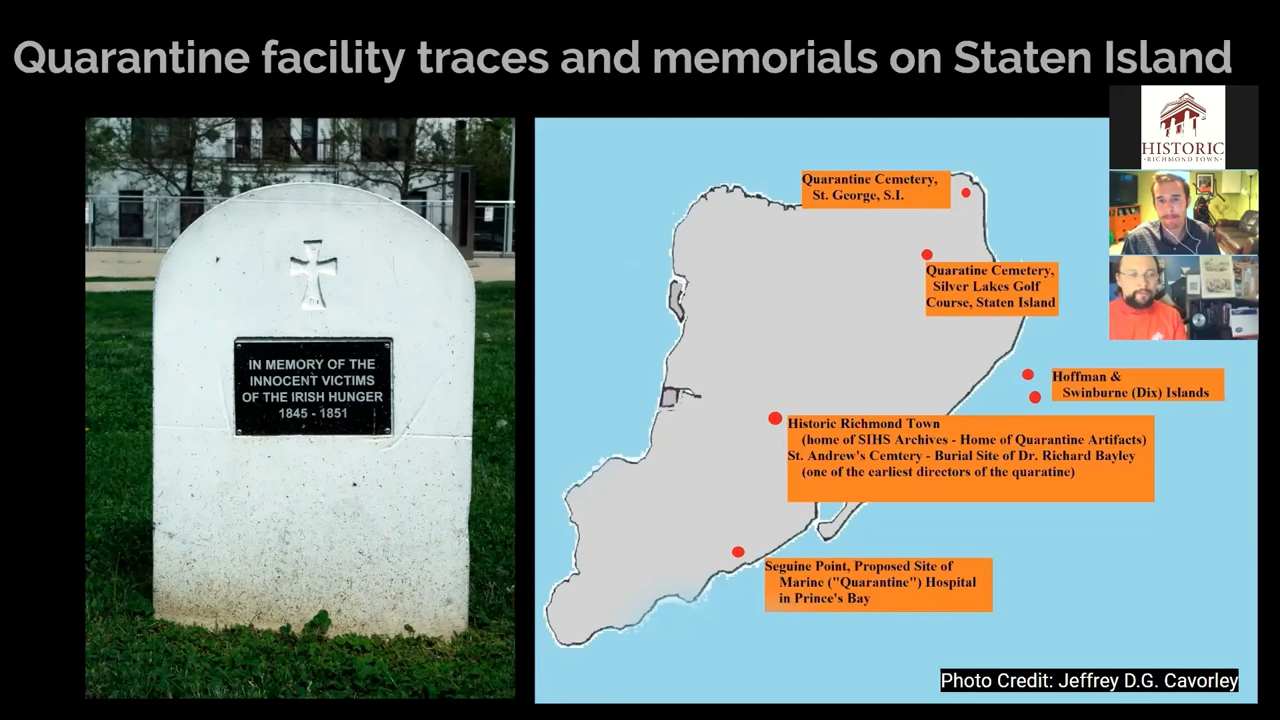 Quarantine facility traces and memorials on Staten Island
IN MEMORY OF THE
INNOCENT VICTIMS
OF THE IRISH HUNGER
1845 - 1851
HISTORIC
RICHMOND TOWN
Quarantine Cemetery,
St. George, S.I.
Quaratine Cemetery,
Silver Lakes Golf
Course, Staten Island
Hoffman &
Swinburne (Dix) Islands
Historic Richmond Town
(home of SIHS Archives - Home of Quarantine Artifacts)
St. Andrew's Cemtery - Burial Site of Dr. Richard Bayley
(one of the earliest directors of the quaratine)
Seguine Point, Proposed Site of
Marine ("Quarantine") Hospital
in Prince's Bay
Photo Credit: Jeffrey D.G. Cavorley